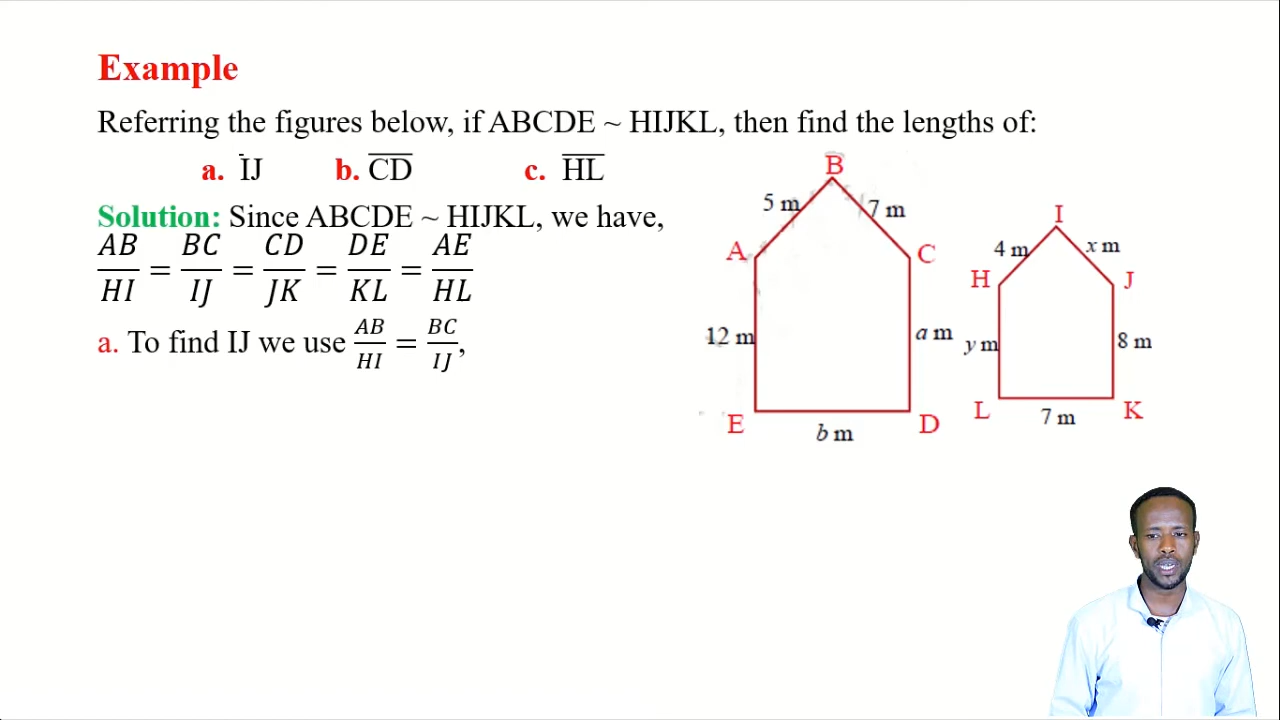 Example
Referring the figures below, if ABCDE ~ HIJKL, then find the lengths of:
a. IJ b. CD c. HL
Solution: Since ABCDE ~ HIJKL, we have,
AB/HI = BC/IJ = CD/JK = DE/KL = AE/HL
a. To find IJ we use AB/HI = BC/IJ,
B
5 m
7 m
A
C
12 m
a m
E
D
b m
I
4 m
x m
H
J
y m
8 m
L
K
7 m